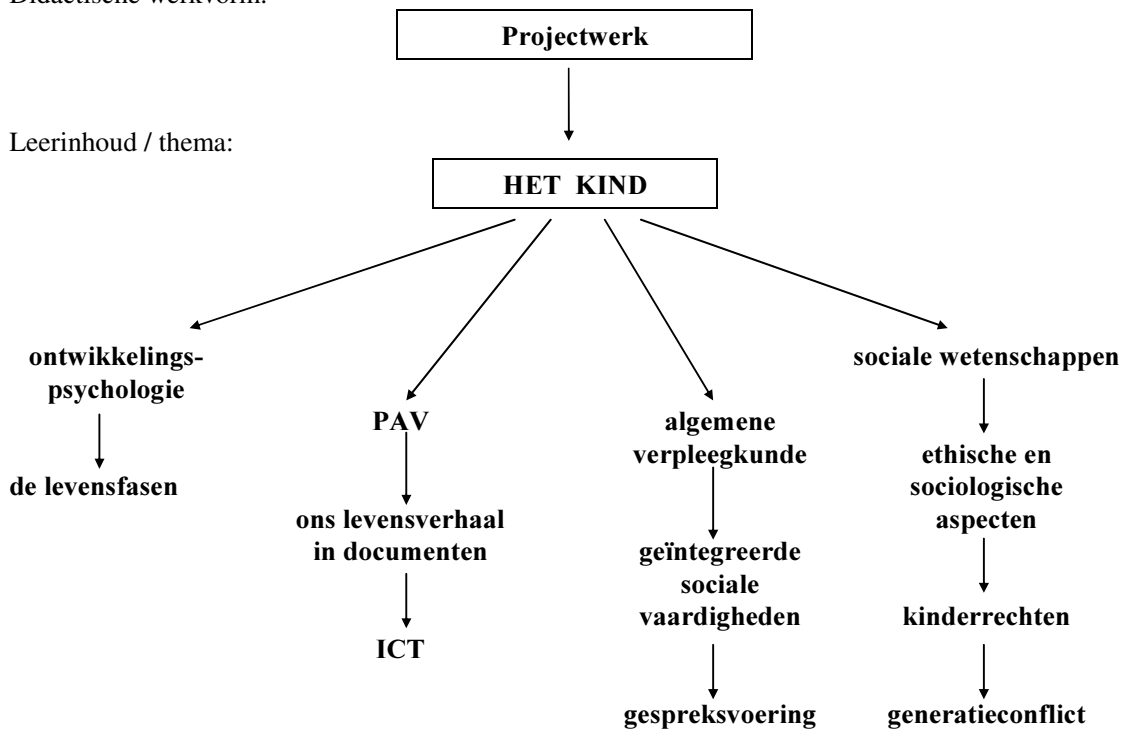 Didactische werkvorm:
Projectwerk
Leerinhoud / thema:
HET KIND
ontwikkelings-
psychologie
de levensfasen
PAV
ons levensverhaal
in documenten
ICT
algemene
verpleegkunde
geïntegreerde
sociale
vaardigheden
gespreksvoering
sociale wetenschappen
ethische en
sociologische
aspecten
kinderrechten
generatieconflict